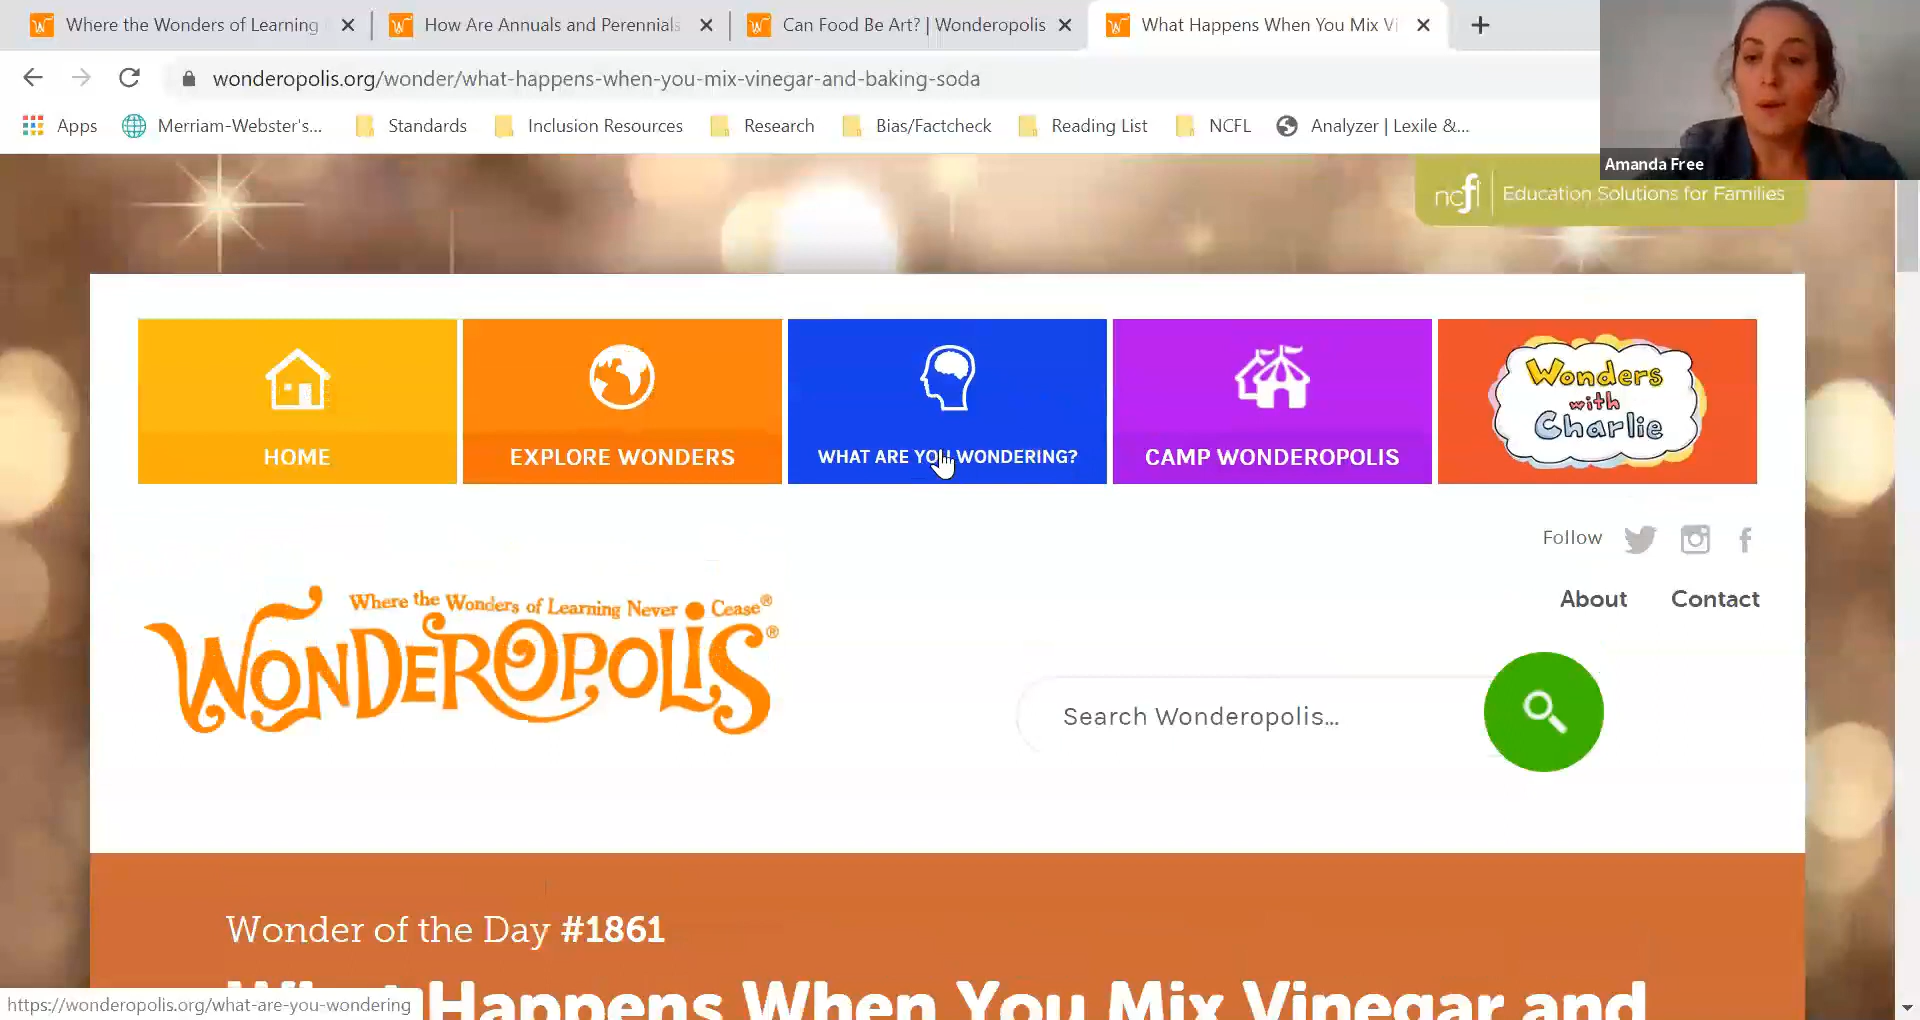 Where the Wonders of Learning
How Are Annuals and Perennials
Can Food Be Art? | Wonderopolis
What Happens When You Mix Vi
wonderopolis.org/wonder/what-happens-when-you-mix-vinegar-and-baking-soda
Apps
Merriam-Webster's...
Standards
Inclusion Resources
Research
Bias/Factcheck
Reading List
NCFL
Analyzer | Lexile &...
Amanda Free
ncfl
Education Solutions for Families
HOME
EXPLORE WONDERS
WHAT ARE YOU WONDERING?
CAMP WONDEROPOLIS
Wonders
with
Charlie
Follow
About
Contact
Where the Wonders of Learning Never Cease®
WONDEROPOLIS®
Search Wonderopolis...
Wonder of the Day #1861
What Happens When You Mix Vinegar and
https://wonderopolis.org/what-are-you-wondering